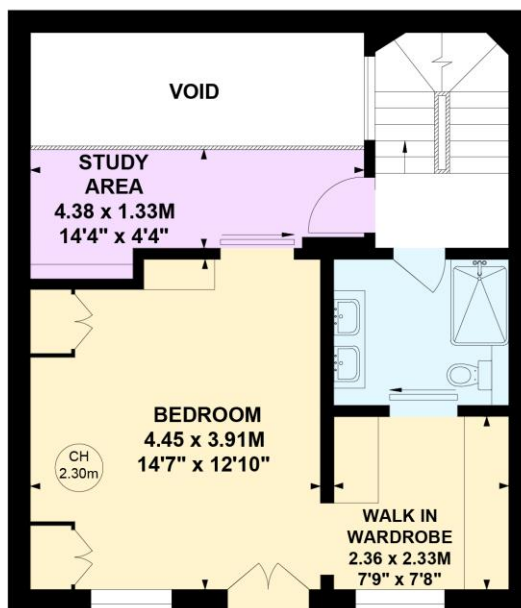 VOID
STUDY
AREA
4.38 x 1.33M
14'4" x 4'4"
BEDROOM
4.45 x 3.91M
14'7" x 12'10"
CH
2.30m
WALK IN
WARDROBE
2.36 x 2.33M
7'9" x 7'8"